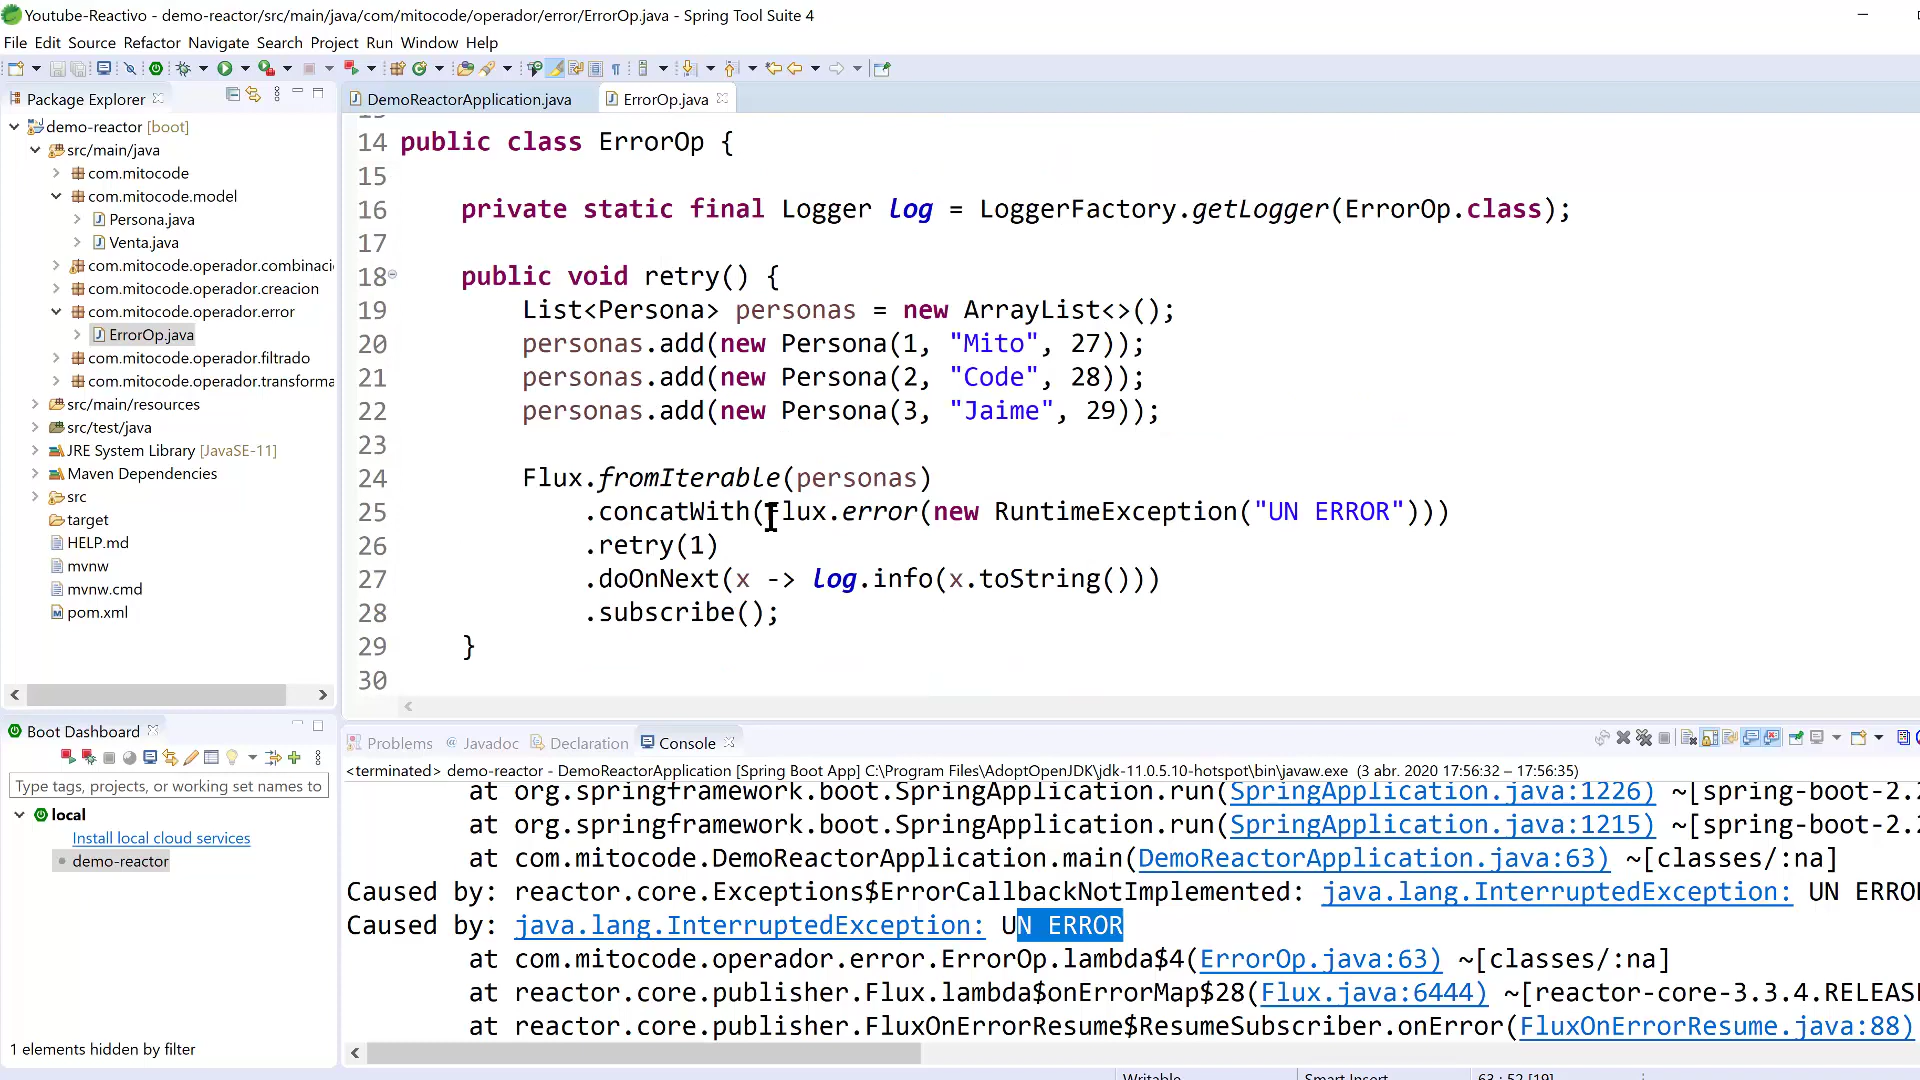 Youtube-Reactivo - demo-reactor/src/main/java/com/mitocode/operador/error/ErrorOp.java - Spring Tool Suite 4
File Edit Source Refactor Navigate Search Project Run Window Help
Package Explorer
demo-reactor [boot]
src/main/java
com.mitocode
com.mitocode.model
Persona.java
Venta.java
com.mitocode.operador.combinaci
com.mitocode.operador.creacion
com.mitocode.operador.error
ErrorOp.java
com.mitocode.operador.filtrado
com.mitocode.operador.transforma
src/main/resources
src/test/java
JRE System Library [JavaSE-11]
Maven Dependencies
src
target
HELP.md
mvnw
mvnw.cmd
pom.xml
DemoReactorApplication.java
ErrorOp.java
14 public class ErrorOp {
15
16 private static final Logger log = LoggerFactory.getLogger(ErrorOp.class);
17
18 public void retry() {
19 List<Persona> personas = new ArrayList<>();
20 personas.add(new Persona(1, "Mito", 27));
21 personas.add(new Persona(2, "Code", 28));
22 personas.add(new Persona(3, "Jaime", 29));
23
24 Flux.fromIterable(personas)
25 .concatWith(Flux.error(new RuntimeException("UN ERROR")))
26 .retry(1)
27 .doOnNext(x -> log.info(x.toString()))
28 .subscribe();
29 }
30
Boot Dashboard
Type tags, projects, or working set names to
local
Install local cloud services
demo-reactor
1 elements hidden by filter
Problems @ Javadoc Declaration Console
<terminated> demo-reactor - DemoReactorApplication [Spring Boot App] C:\Program Files\AdoptOpenJDK\jdk-11.0.5.10-hotspot\bin\javaw.exe (3 abr. 2020 17:56:32 – 17:56:35)
at org.springframework.boot.SpringApplication.run(SpringApplication.java:1226) ~[spring-boot-2.2
at org.springframework.boot.SpringApplication.run(SpringApplication.java:1215) ~[spring-boot-2.2
at com.mitocode.DemoReactorApplication.main(DemoReactorApplication.java:63) ~[classes/:na]
Caused by: reactor.core.Exceptions$ErrorCallbackNotImplemented: java.lang.InterruptedException: UN ERROR
Caused by: java.lang.InterruptedException: UN ERROR
at com.mitocode.operador.error.ErrorOp.lambda$4(ErrorOp.java:63) ~[classes/:na]
at reactor.core.publisher.Flux.lambda$onErrorMap$28(Flux.java:6444) ~[reactor-core-3.3.4.RELEASE
at reactor.core.publisher.FluxOnErrorResume$ResumeSubscriber.onError(FluxOnErrorResume.java:88)
Writable Smart Insert 63 : 52 [19]